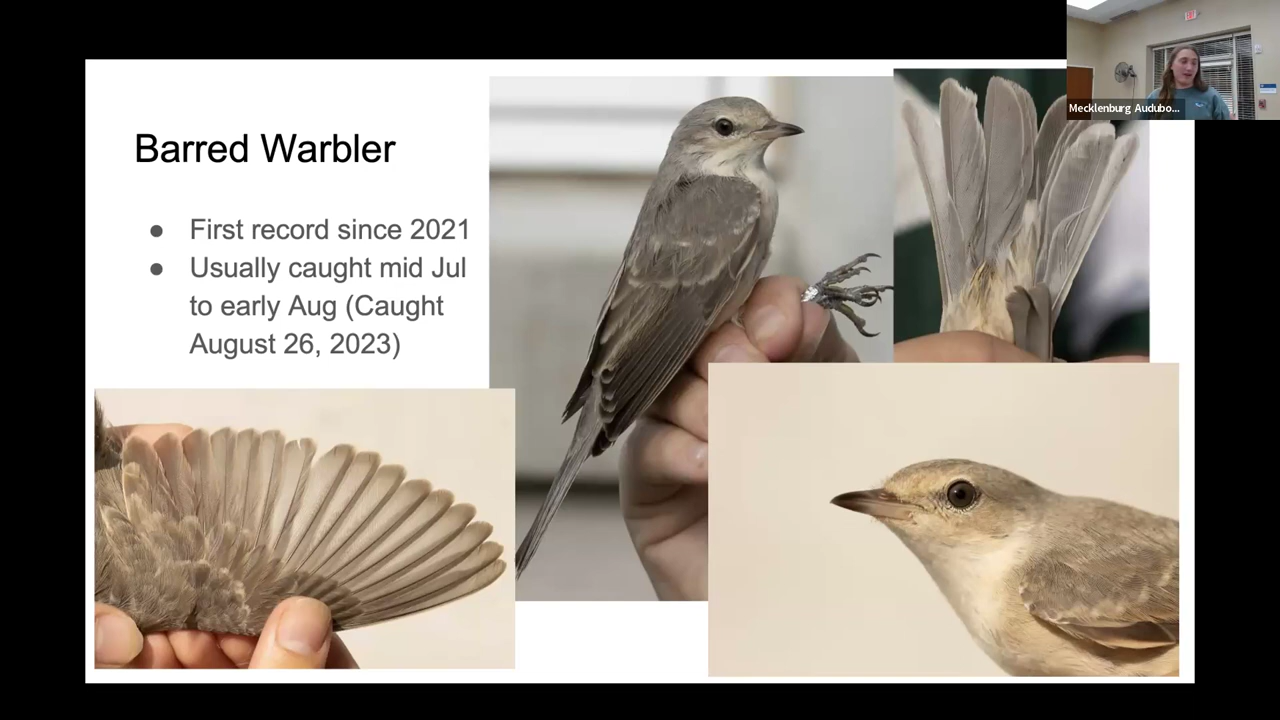 Mecklenburg Audubo...
Barred Warbler
● First record since 2021
● Usually caught mid Jul
to early Aug (Caught
August 26, 2023)